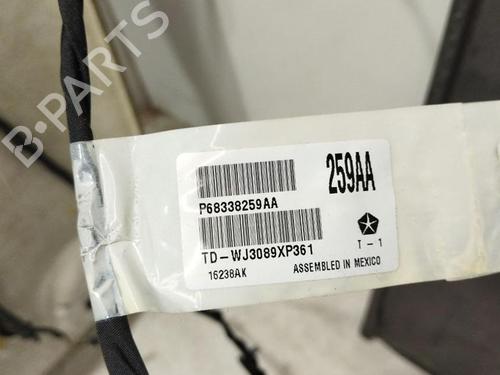 B-PARTS
259AA
P68338259AA
TD-WJ3089XP361
T-1
16238AK
ASSEMBLED IN MEXICO